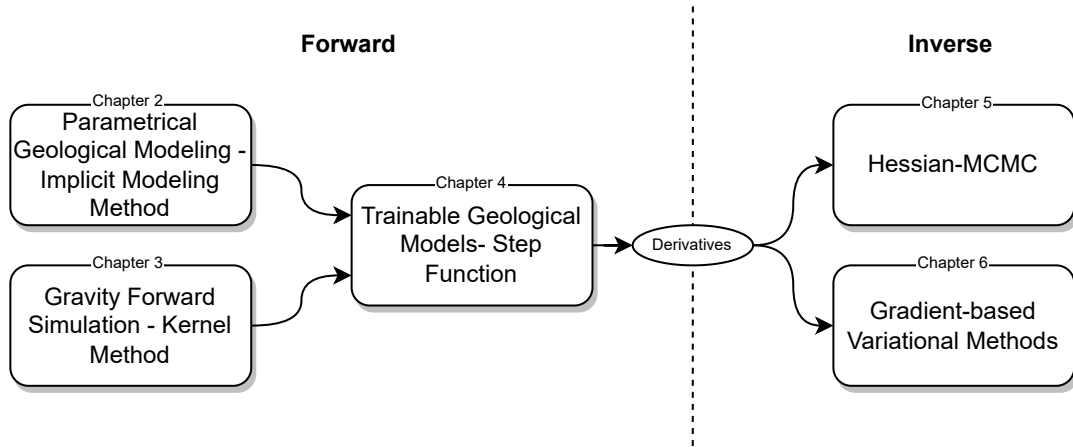 Forward
Inverse
Chapter 2
Parametrical
Geological Modeling -
Implicit Modeling
Method
Chapter 3
Gravity Forward
Simulation - Kernel
Method
Chapter 4
Trainable Geological
Models- Step
Function
Derivatives
Chapter 5
Hessian-MCMC
Chapter 6
Gradient-based
Variational Methods